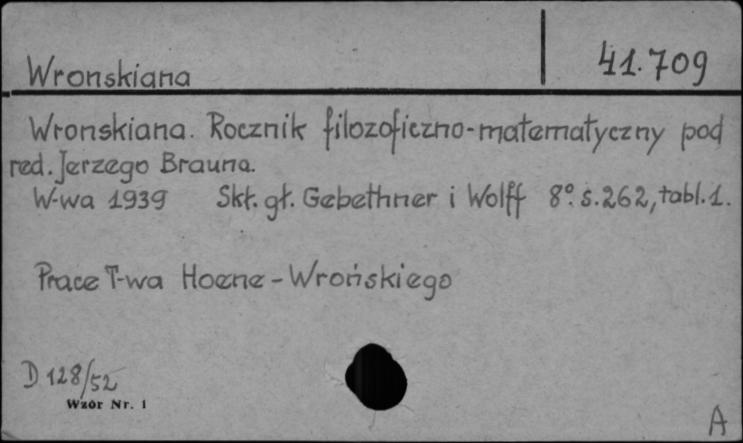 Wronskiana
41.709
Wronskiana. Rocznik filozoficzno-matematyczny pod
red. Jerzego Brauna.
W-wa 1939 Skł. gł. Gebethner i Wolff 8° s. 262, tabl. 1.
Prace T-wa Hoene-Wrońskiego
D 128/52
Wzór Nr. 1
A